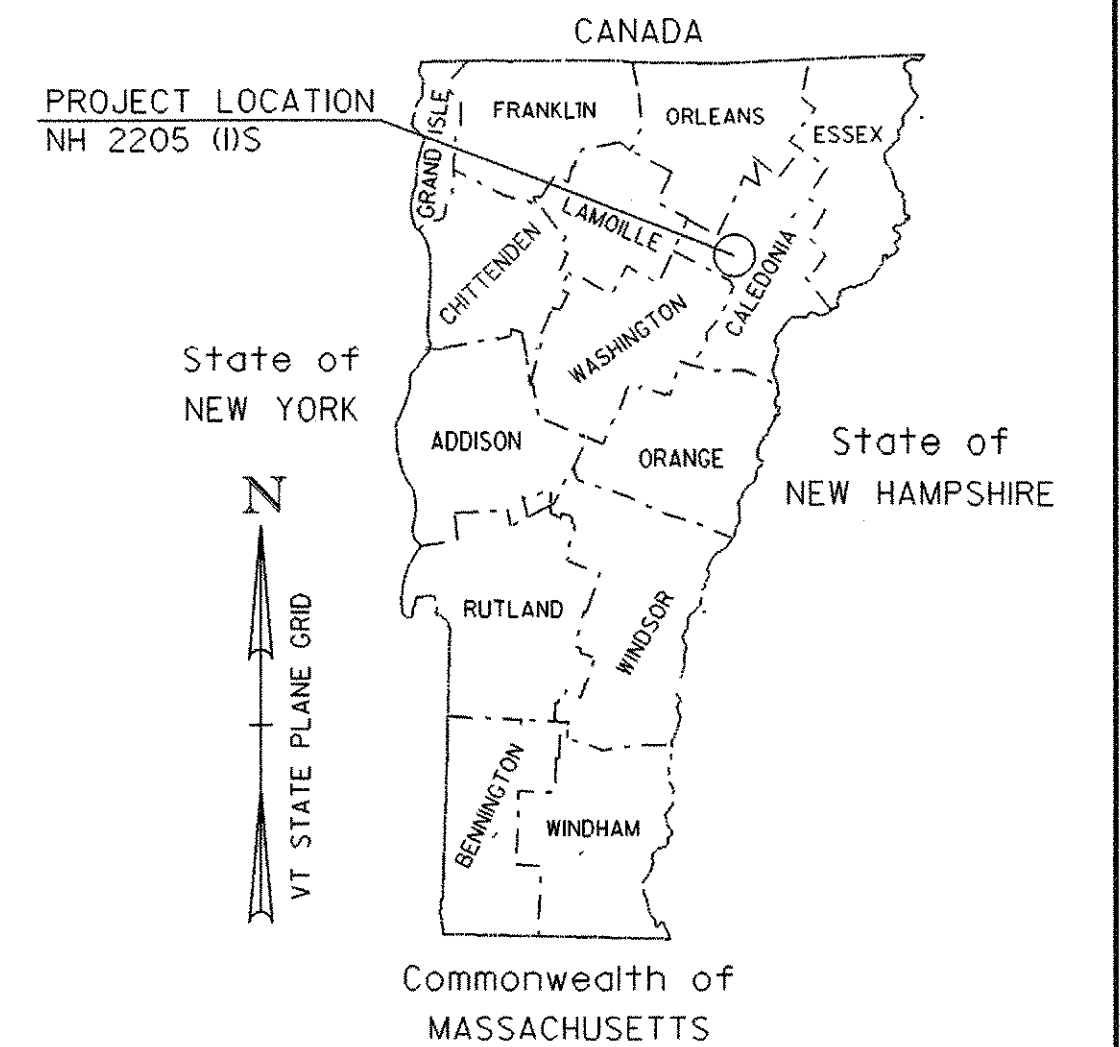 CANADA
PROJECT LOCATION
NH 2205 (1)S
GRAND ISLE
FRANKLIN
ORLEANS
ESSEX
LAMOILLE
CHITTENDEN
CALEDONIA
WASHINGTON
State of
NEW YORK
ADDISON
ORANGE
State of
NEW HAMPSHIRE
N
VT STATE PLANE GRID
RUTLAND
WINDSOR
BENNINGTON
WINDHAM
Commonwealth of
MASSACHUSETTS